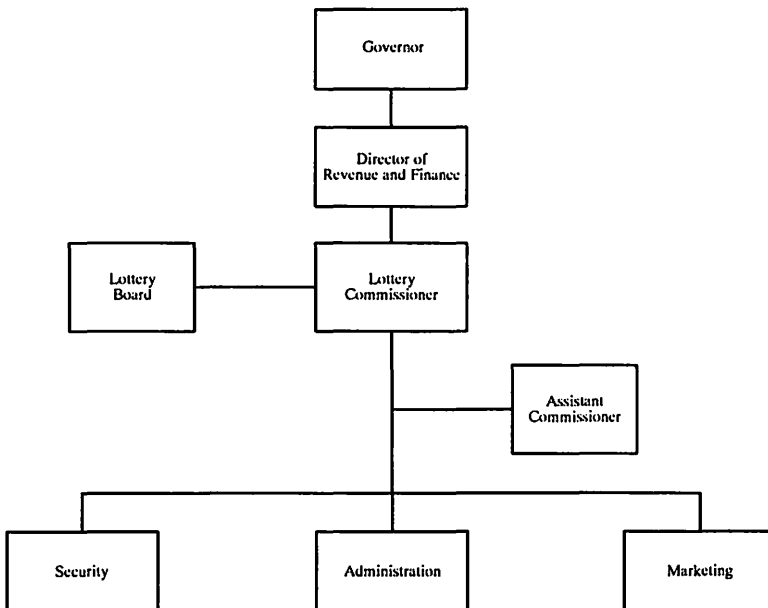 Governor
Director of
Revenue and Finance
Lottery
Board
Lottery
Commissioner
Assistant
Commissioner
Security
Administration
Marketing